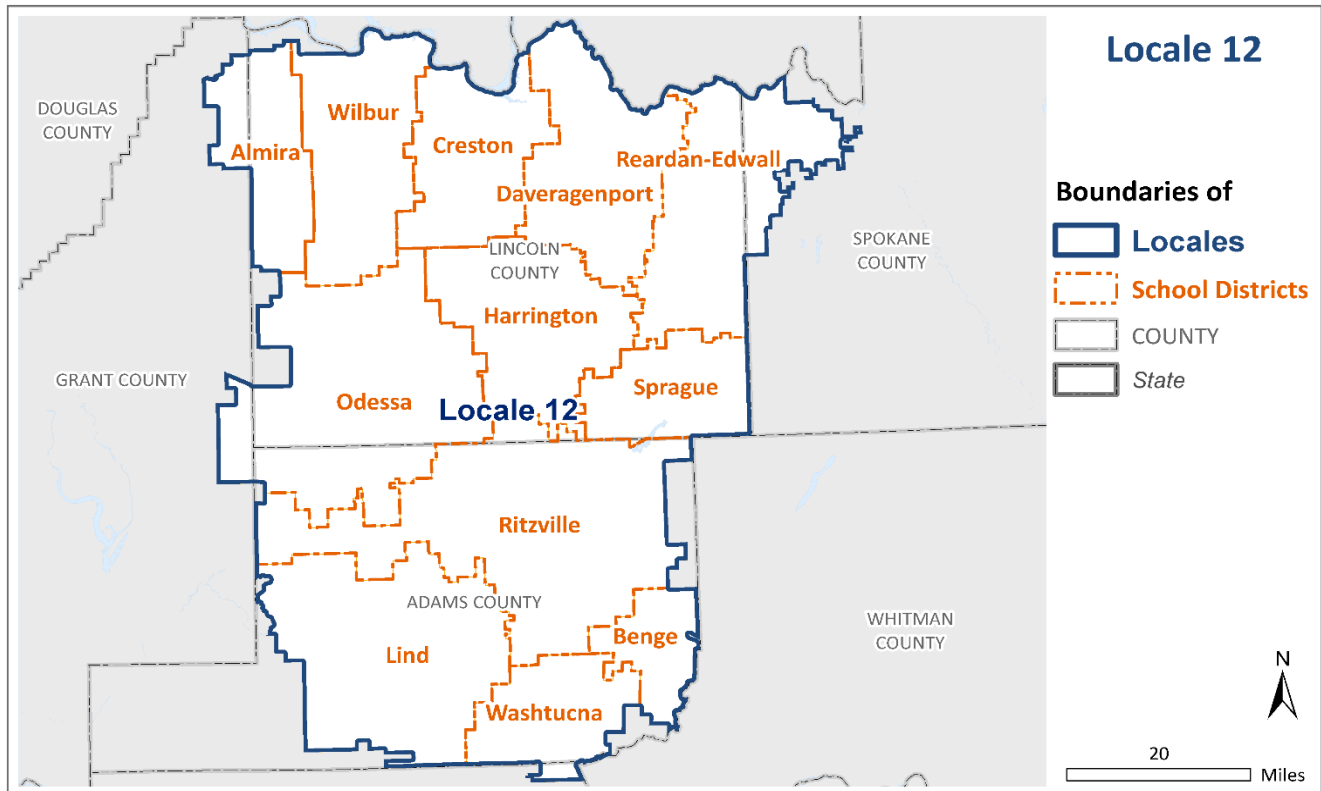 Locale 12
DOUGLAS
COUNTY
Wilbur
Almira
Creston
Reardan-Edwall
Daveragenport
LINCOLN
COUNTY
SPOKANE
COUNTY
Harrington
GRANT COUNTY
Odessa
Sprague
Locale 12
Ritzville
ADAMS COUNTY
WHITMAN
COUNTY
Benge
Lind
Washtucna
Boundaries of
Locales
School Districts
COUNTY
State
N
20
Miles